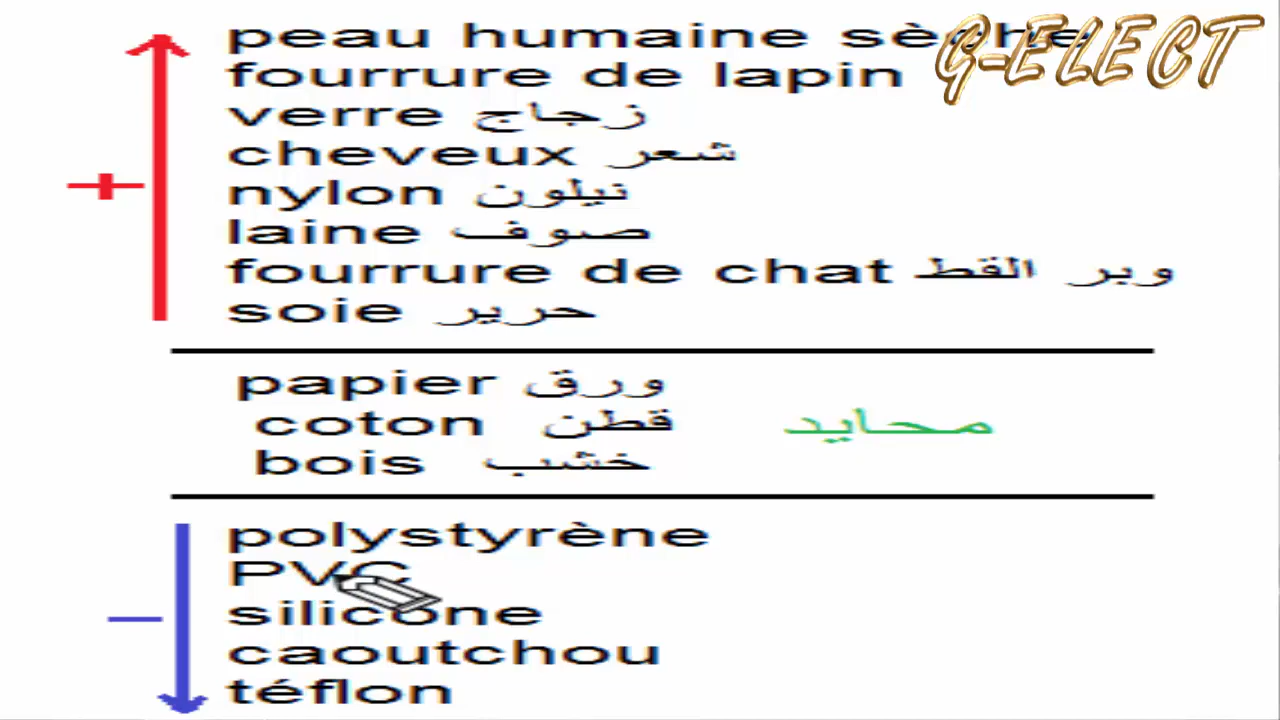 peau humaine sèche
G-ELECT
fourrure de lapin
verre زجاج
cheveux شعر
nylon نيلون
laine صوف
fourrure de chat وبر القط
soie حرير
papier ورق
coton قطن محايد
bois خشب
polystyrène
PVC
silicone
caoutchou
téflon